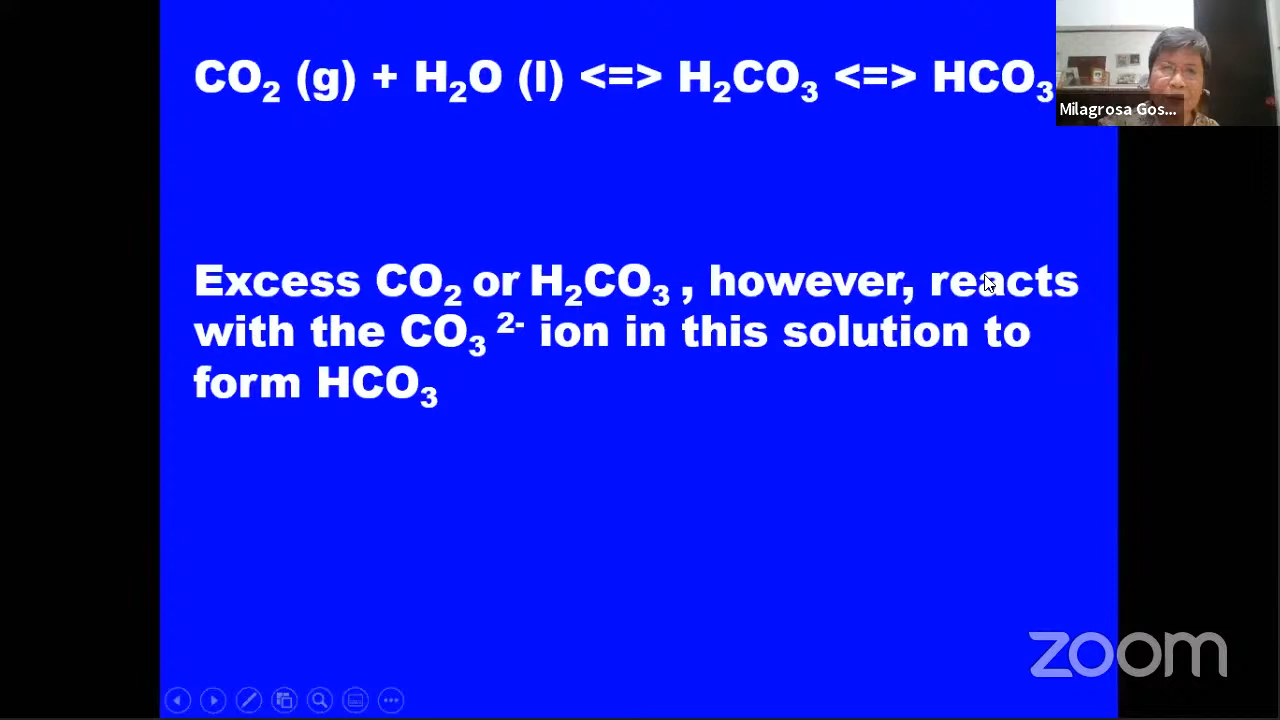 CO₂ (g) + H₂O (l) <=> H₂CO₃ <=> HCO₃
Milagrosa Gos...
Excess CO₂ or H₂CO₃ , however, reacts
with the CO₃ ²⁻ ion in this solution to
form HCO₃
zoom